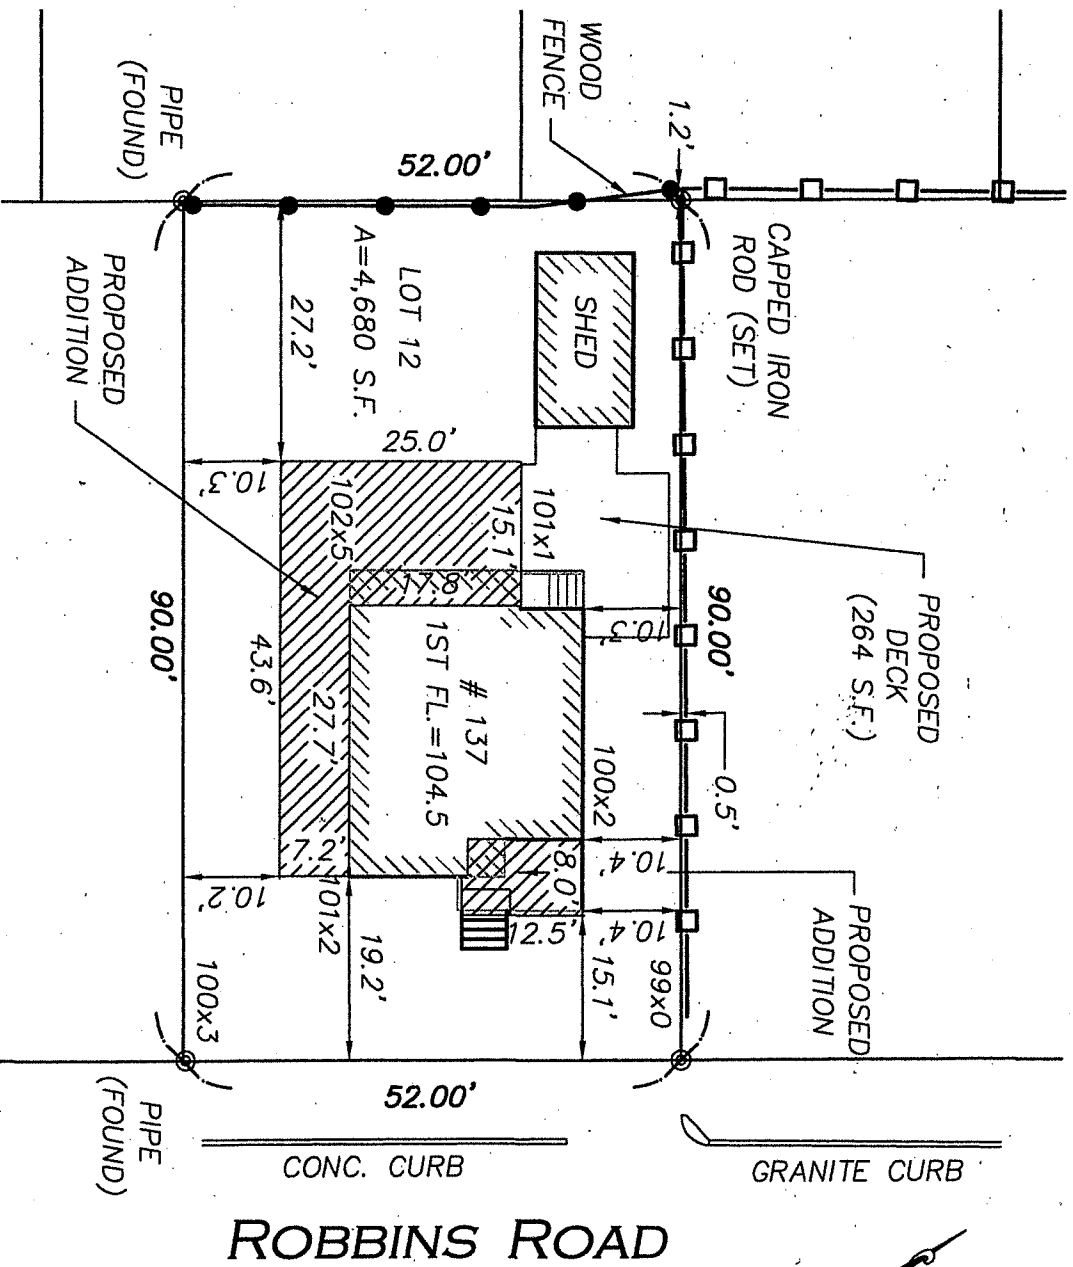 WOOD
FENCE
1.2'
PIPE
(FOUND)
52.00'
CAPPED IRON
ROD (SET)
PROPOSED
ADDITION
27.2'
LOT 12
A=4,680 S.F.
SHED
25.0'
10.3'
102x5
15.1'
101x1
17.8'
10.3'
PROPOSED
DECK
(264 S.F.)
90.00'
90.00'
43.6'
27.7'
# 137
1ST FL.=104.5
100x2
0.5'
7.2'
8.0'
10.4'
10.2'
101x2
12.5'
10.4'
PROPOSED
ADDITION
19.2'
15.1'
99x0
100x3
52.00'
PIPE
(FOUND)
CONC. CURB
GRANITE CURB
ROBBINS ROAD